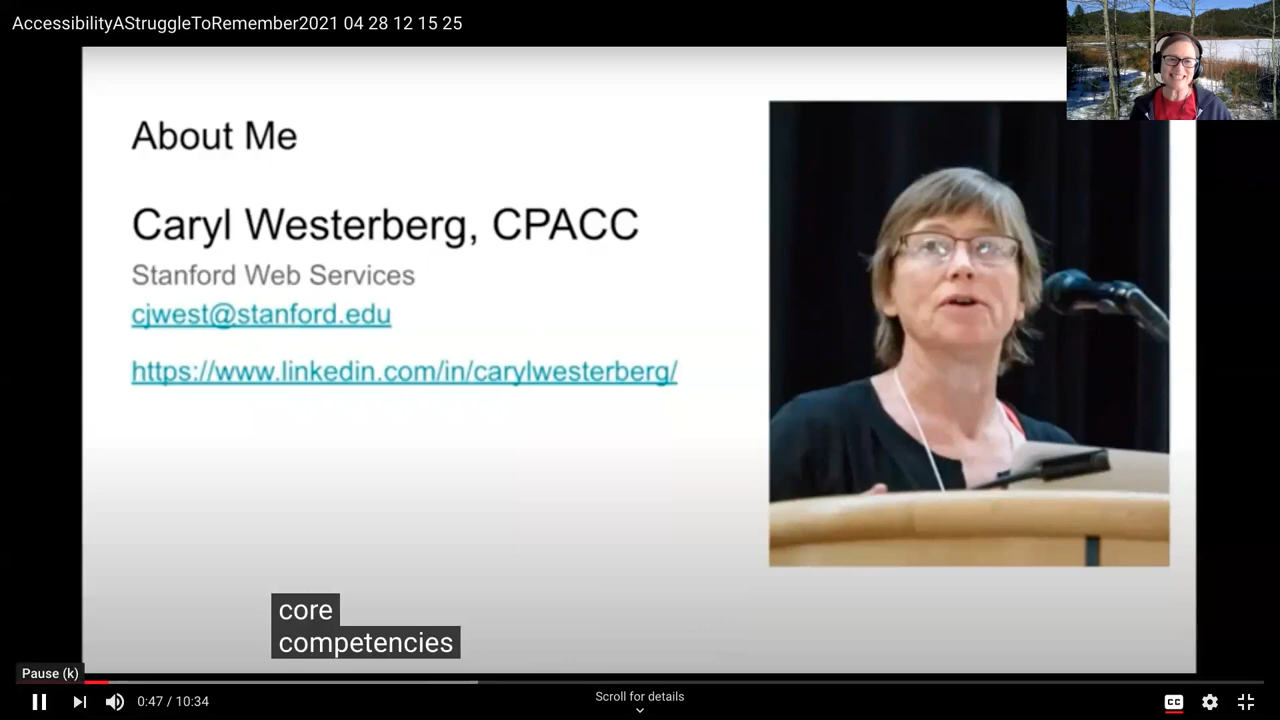 AccessibilityAStruggleToRemember2021 04 28 12 15 25
About Me
Caryl Westerberg, CPACC
Stanford Web Services
cjwest@stanford.edu
https://www.linkedin.com/in/carylwesterberg/
core
competencies
Pause (k)
0:47 / 10:34
Scroll for details
CC